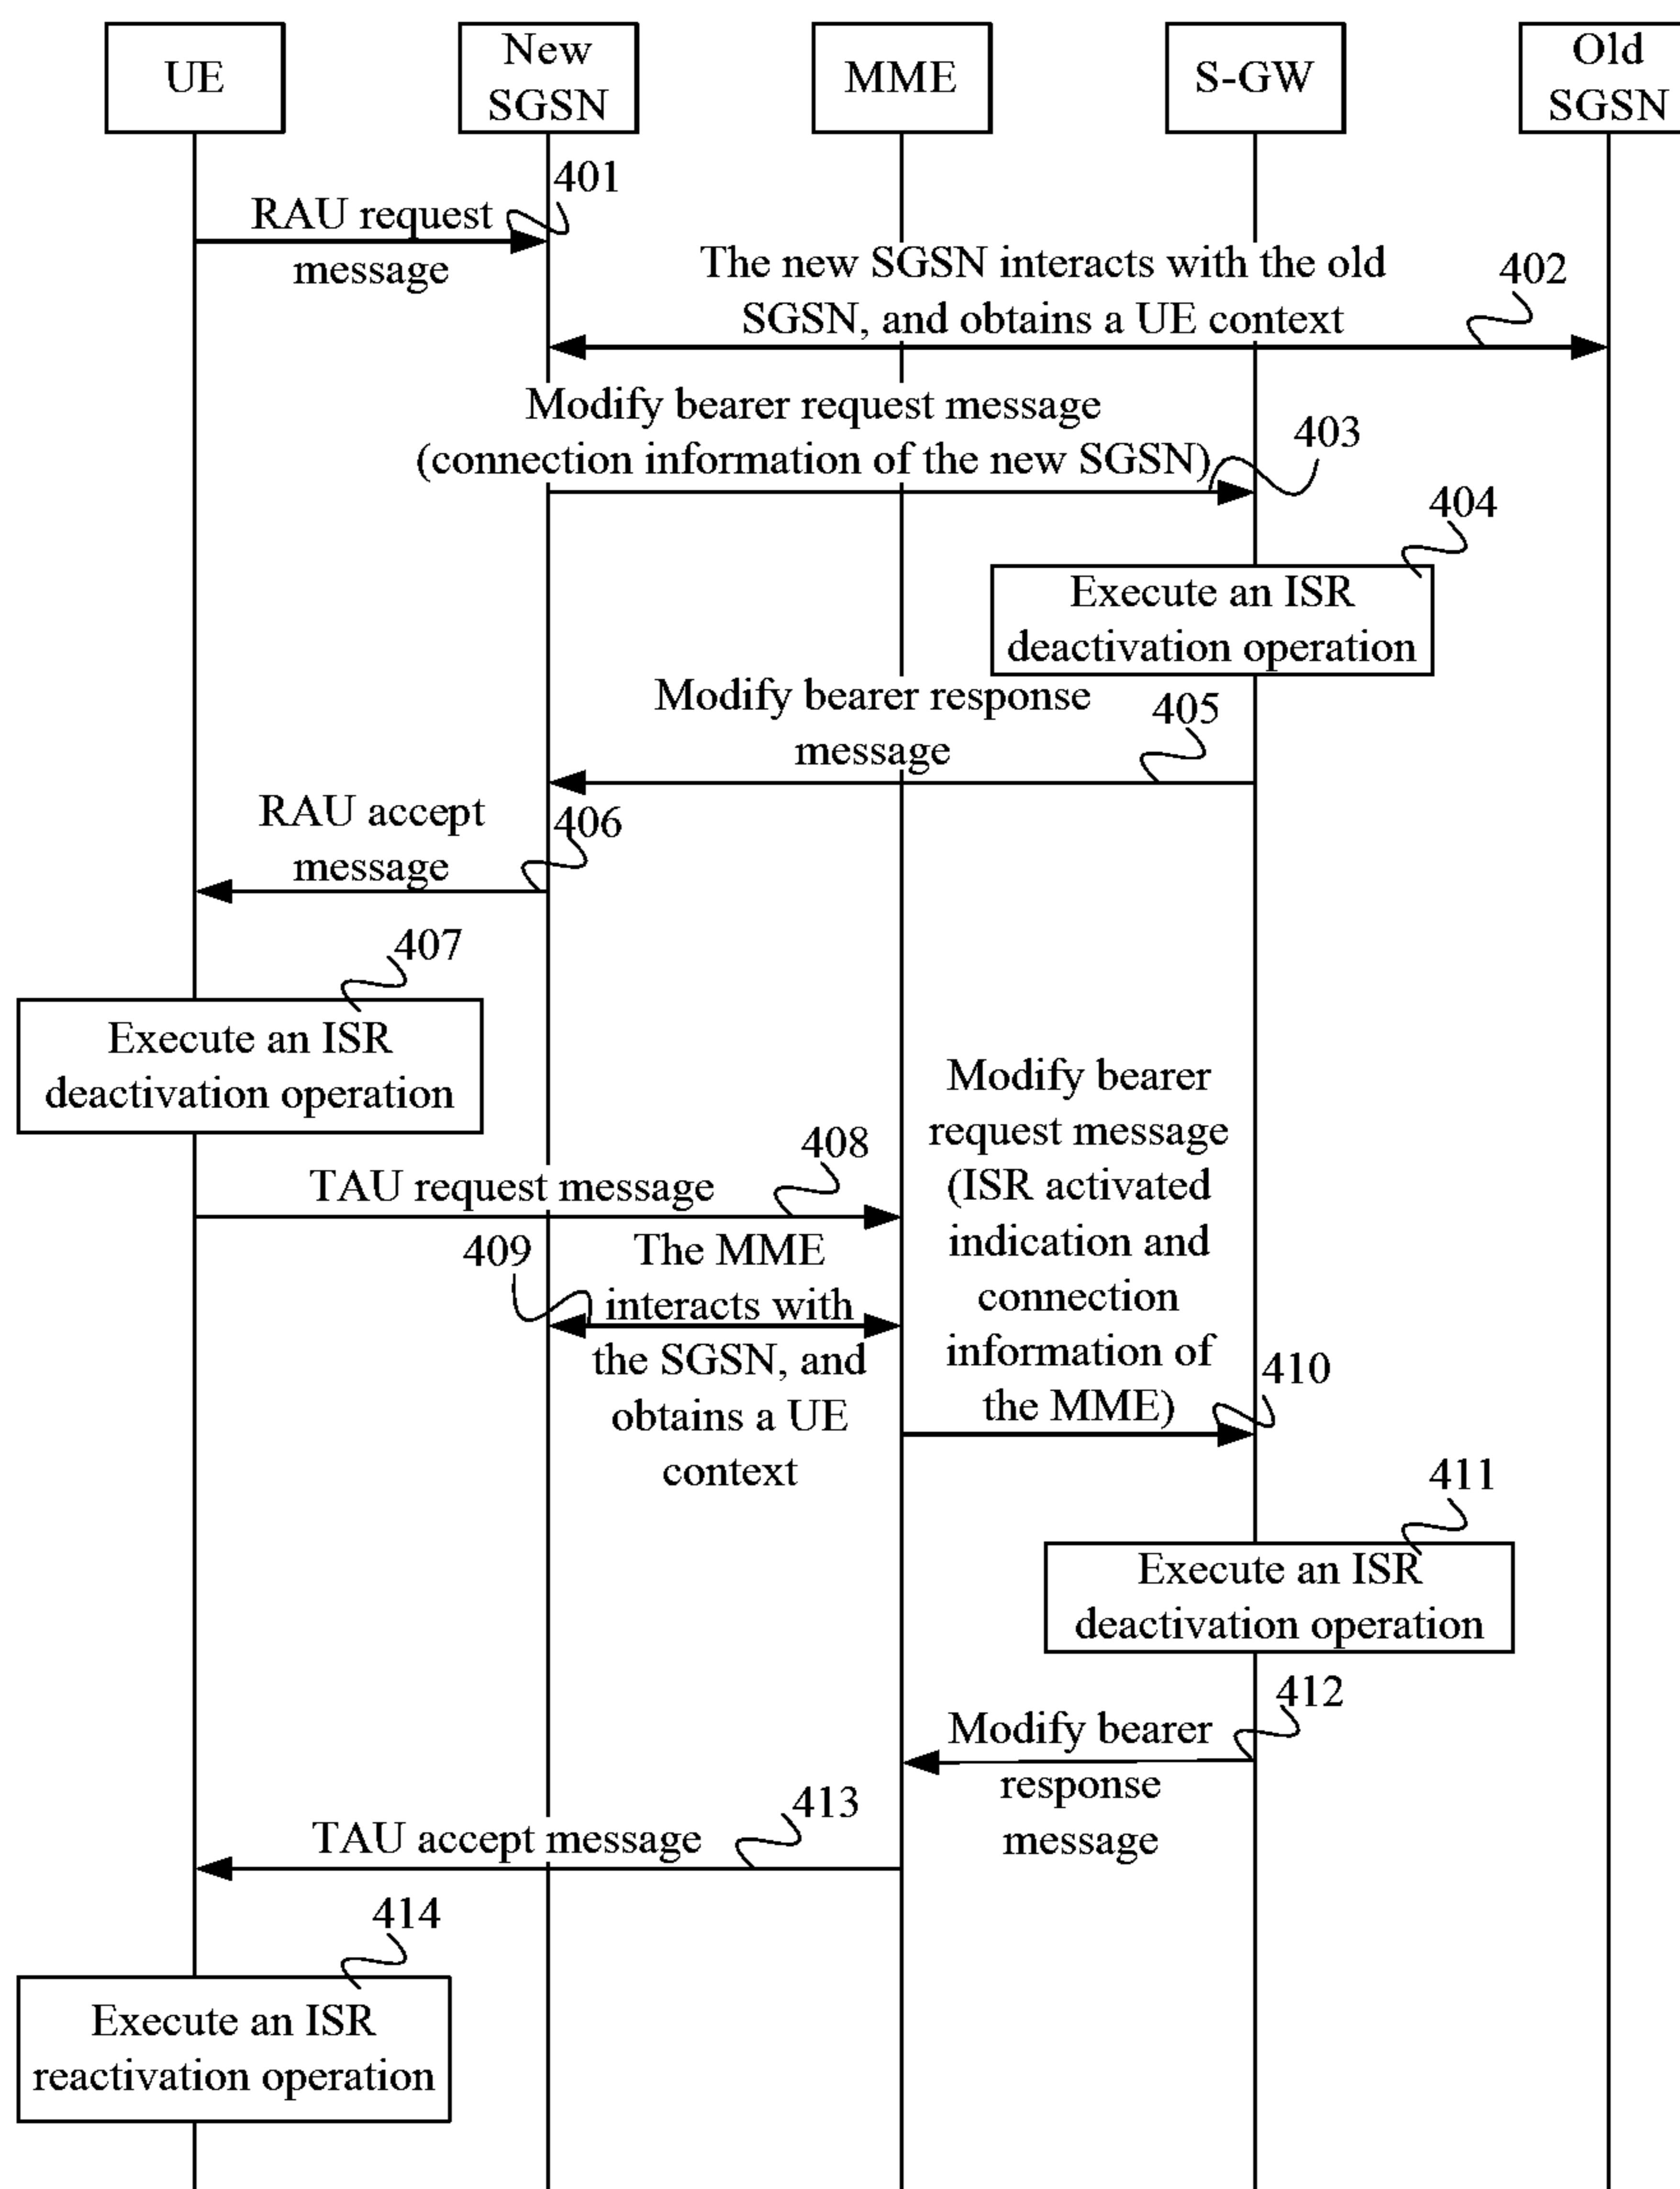 UE
New
SGSN
MME
S-GW
Old
SGSN
401
RAU request
message
The new SGSN interacts with the old
SGSN, and obtains a UE context
402
Modify bearer request message
(connection information of the new SGSN)
403
404
Execute an ISR
deactivation operation
Modify bearer response
message
405
RAU accept
message
406
407
Execute an ISR
deactivation operation
408
TAU request message
409
The MME
interacts with
the SGSN, and
obtains a UE
context
Modify bearer
request message
(ISR activated
indication and
connection
information of
the MME)
410
411
Execute an ISR
deactivation operation
412
Modify bearer
response
message
413
TAU accept message
414
Execute an ISR
reactivation operation